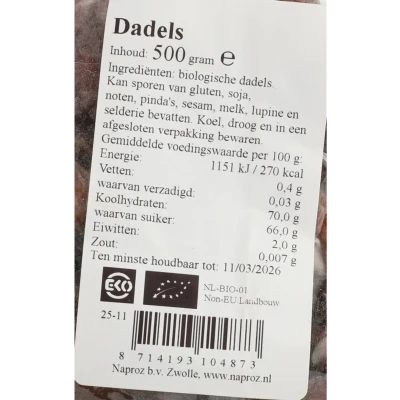 Dadels
Inhoud: 500 gram ℮
Ingrediënten: biologische dadels.
Kan sporen van gluten, soja,
noten, pinda's, sesam, melk, lupine en
selderie bevatten. Koel, droog en in een
afgesloten verpakking bewaren.
Gemiddelde voedingswaarde per 100 g:
Energie: 1151 kJ / 270 kcal
Vetten: 0,4 g
waarvan verzadigd: 0,03 g
Koolhydraten: 70,0 g
waarvan suiker: 66,0 g
Eiwitten: 2,0 g
Zout: 0,007 g
Ten minste houdbaar tot: 11/03/2026
EKO
NL-BIO-01
Non-EU Landbouw
25-11
8 714193 104873
Naproz b.v. Zwolle, www.naproz.nl